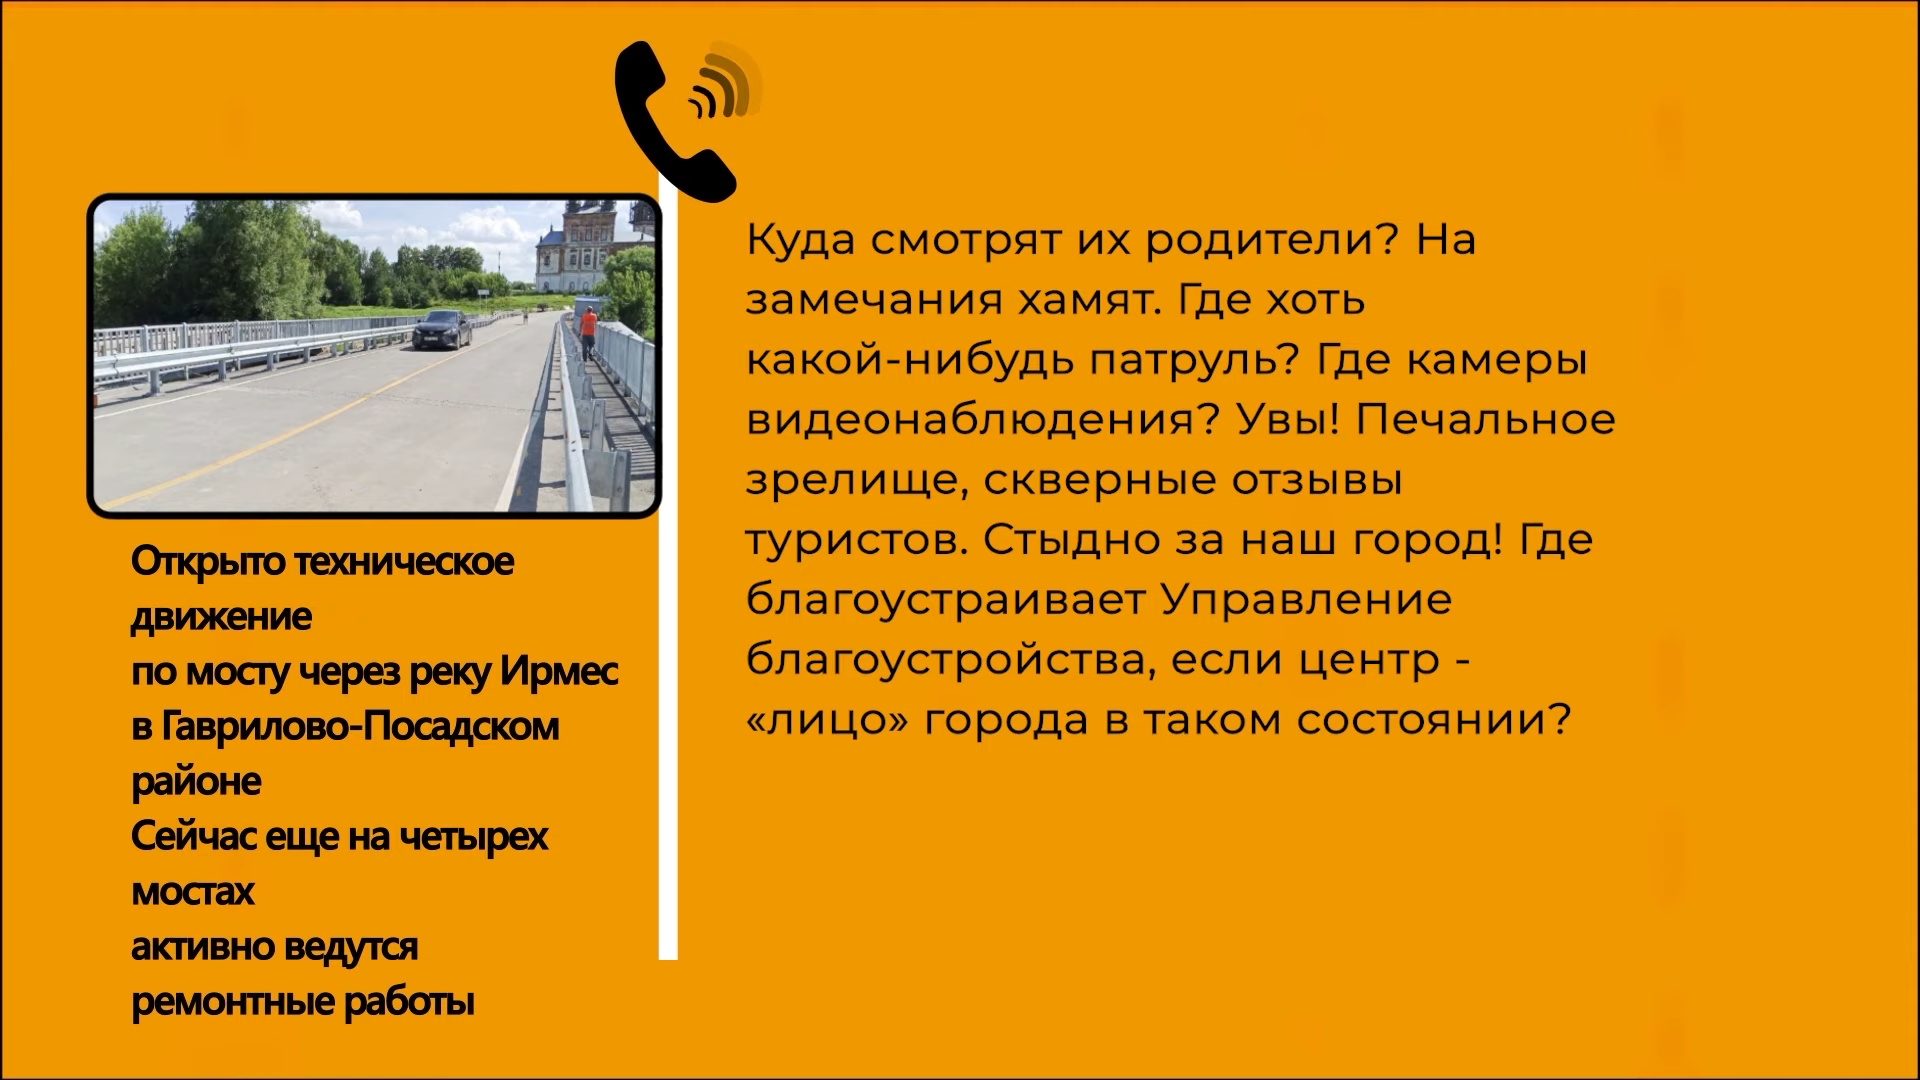 Куда смотрят их родители? На
замечания хамят. Где хоть
какой-нибудь патруль? Где камеры
видеонаблюдения? Увы! Печальное
зрелище, скверные отзывы
туристов. Стыдно за наш город! Где
благоустраивает Управление
благоустройства, если центр -
«лицо» города в таком состоянии?
Открыто техническое
движение
по мосту через реку Ирмес
в Гаврилово-Посадском
районе
Сейчас еще на четырех
мостах
активно ведутся
ремонтные работы